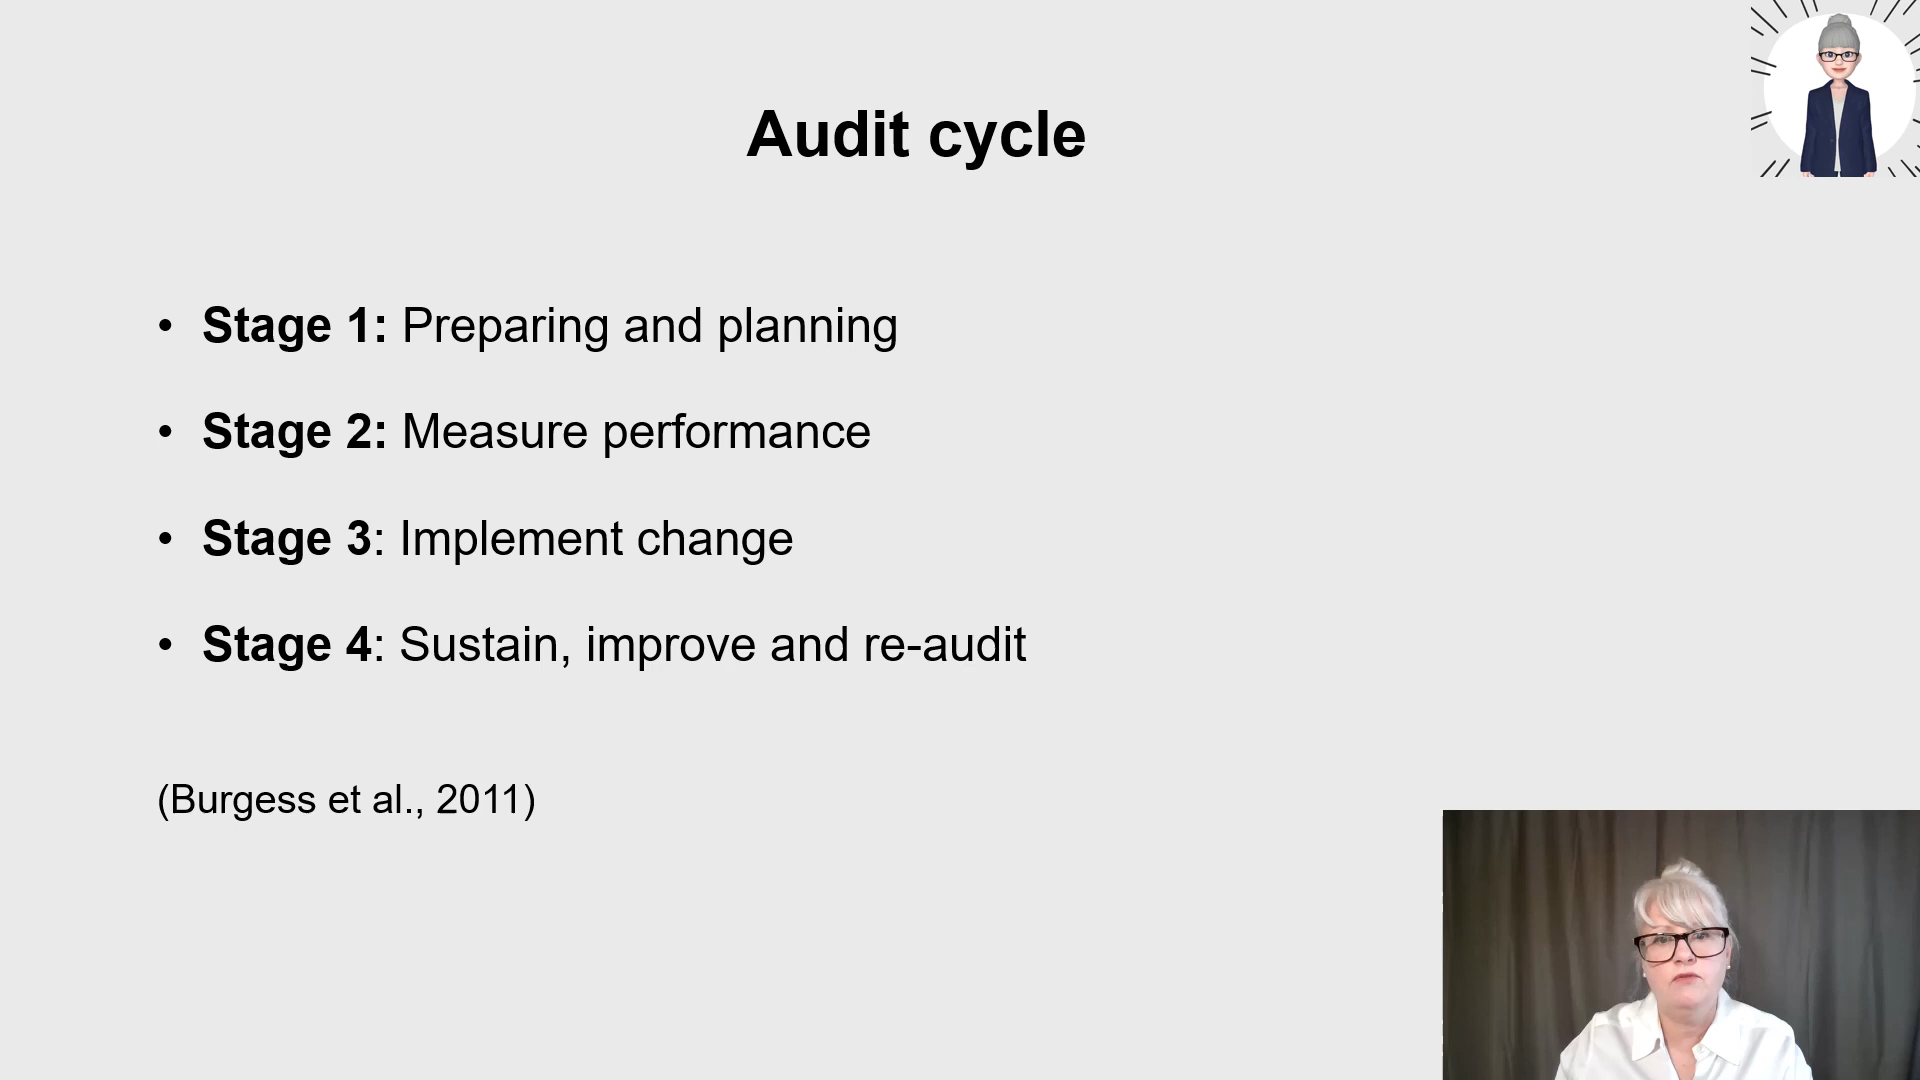 Audit cycle
• Stage 1: Preparing and planning
• Stage 2: Measure performance
• Stage 3: Implement change
• Stage 4: Sustain, improve and re-audit
(Burgess et al., 2011)